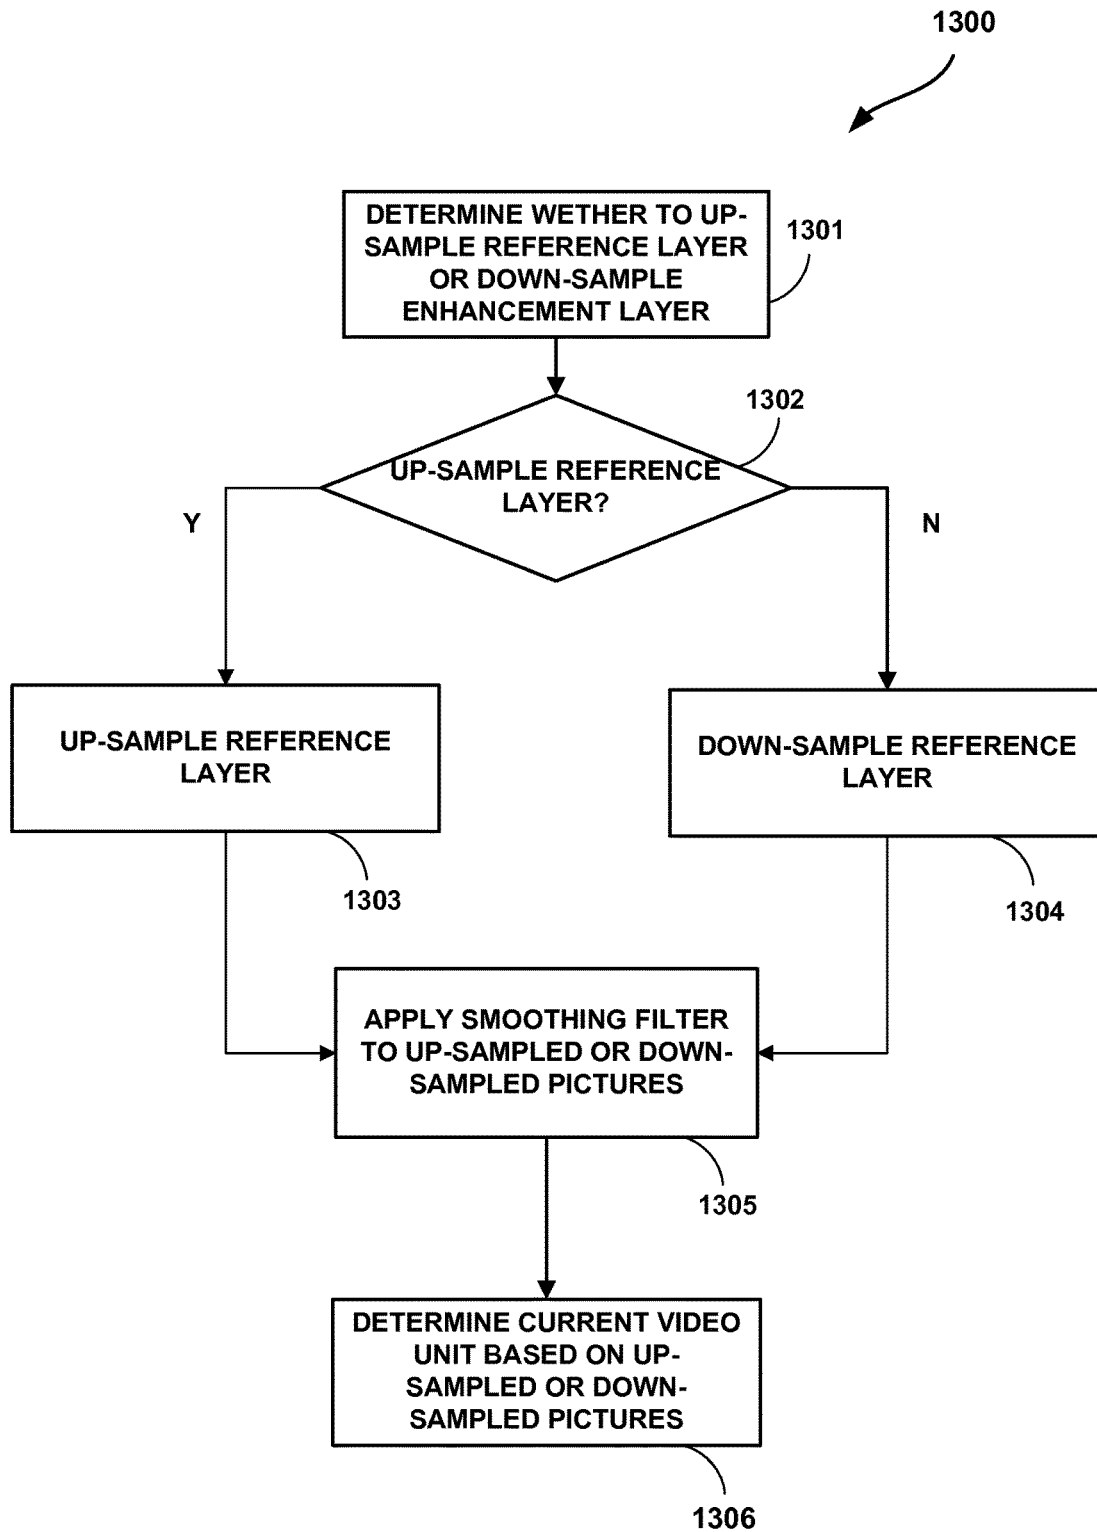 1300
DETERMINE WETHER TO UP-
SAMPLE REFERENCE LAYER
OR DOWN-SAMPLE
ENHANCEMENT LAYER
1301
1302
UP-SAMPLE REFERENCE
LAYER?
Y
N
UP-SAMPLE REFERENCE
LAYER
DOWN-SAMPLE REFERENCE
LAYER
1303
1304
APPLY SMOOTHING FILTER
TO UP-SAMPLED OR DOWN-
SAMPLED PICTURES
1305
DETERMINE CURRENT VIDEO
UNIT BASED ON UP-
SAMPLED OR DOWN-
SAMPLED PICTURES
1306